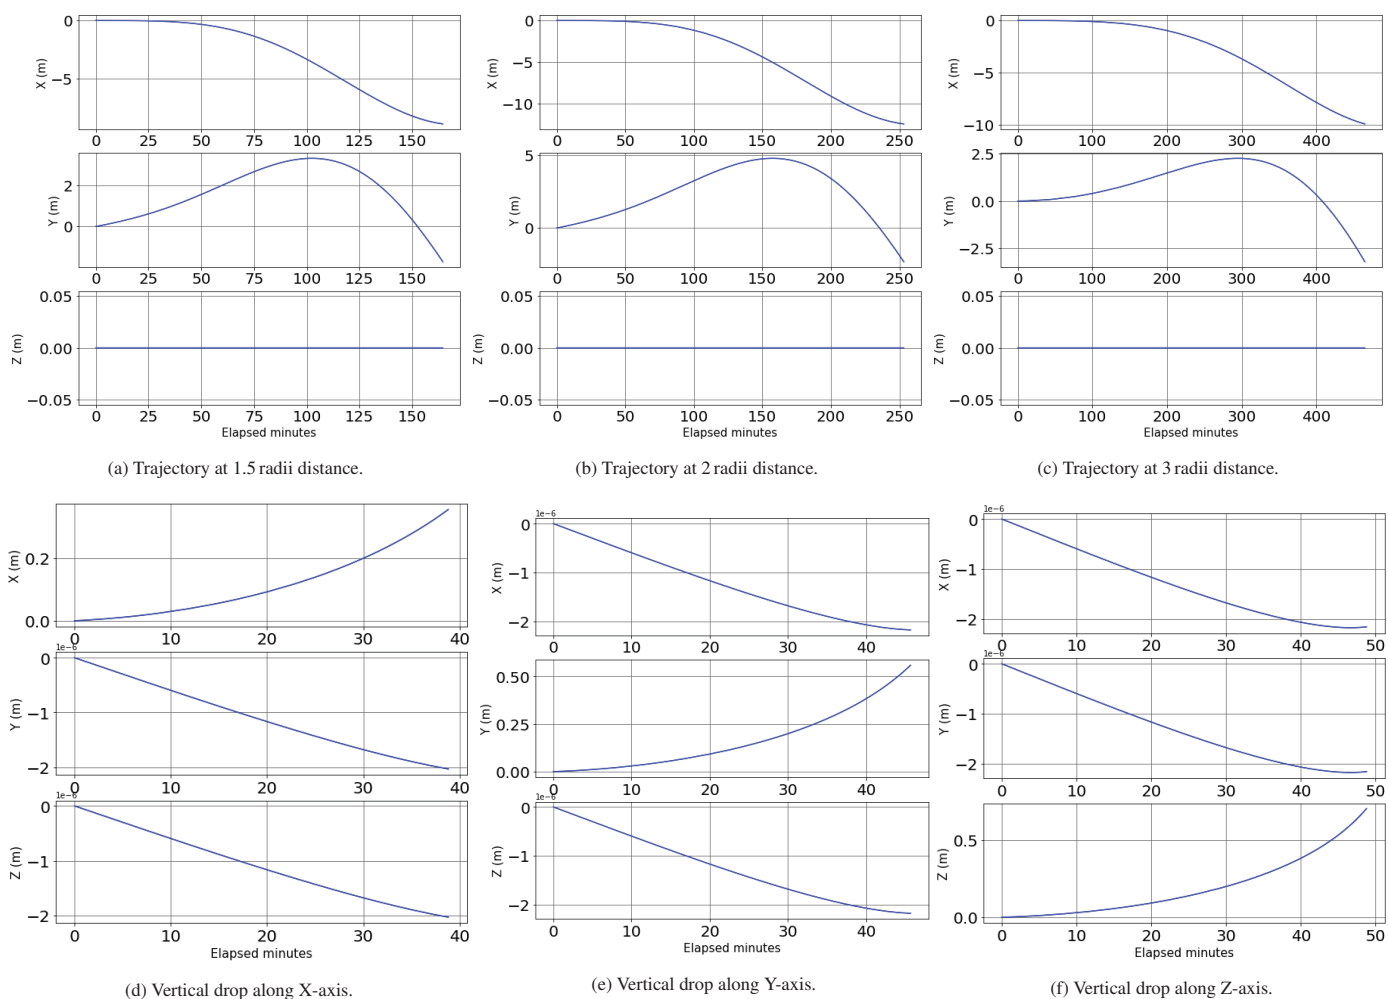 0
−5
X (m)
0 25 50 75 100 125 150
2
0
Y (m)
0 25 50 75 100 125 150
0.05
0.00
−0.05
Z (m)
0 25 50 75 100 125 150
Elapsed minutes
(a) Trajectory at 1.5 radii distance.
0
−5
−10
X (m)
0 50 100 150 200 250
5
0
Y (m)
0 50 100 150 200 250
0.05
0.00
−0.05
Z (m)
0 50 100 150 200 250
Elapsed minutes
(b) Trajectory at 2 radii distance.
0
−5
−10
X (m)
0 100 200 300 400
2.5
0.0
−2.5
Y (m)
0 100 200 300 400
0.05
0.00
−0.05
Z (m)
0 100 200 300 400
Elapsed minutes
(c) Trajectory at 3 radii distance.
0.2
0.0
X (m)
0 10 20 30 40
1e−6
0
−1
−2
Y (m)
0 10 20 30 40
1e−6
0
−1
−2
Z (m)
0 10 20 30 40
Elapsed minutes
(d) Vertical drop along X-axis.
1e−6
0
−1
−2
X (m)
0 10 20 30 40
0.50
0.25
0.00
Y (m)
0 10 20 30 40
1e−6
0
−1
−2
Z (m)
0 10 20 30 40
Elapsed minutes
(e) Vertical drop along Y-axis.
1e−6
0
−1
−2
X (m)
0 10 20 30 40 50
1e−6
0
−1
−2
Y (m)
0 10 20 30 40 50
0.5
0.0
Z (m)
0 10 20 30 40 50
Elapsed minutes
(f) Vertical drop along Z-axis.